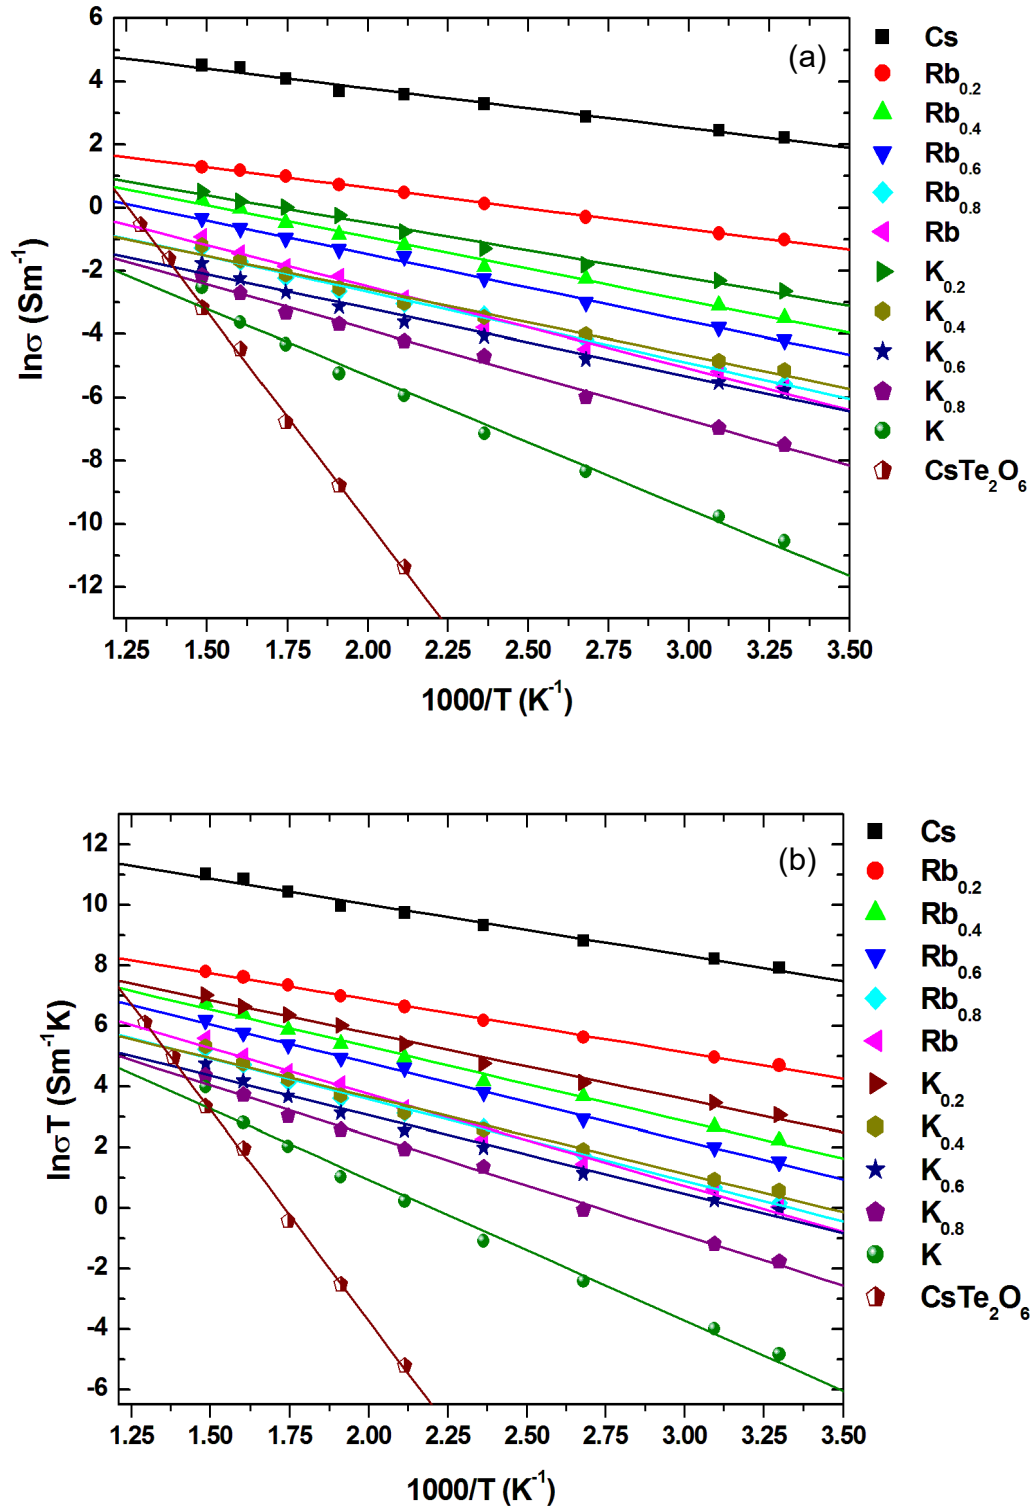 (a)
lnσ (Sm⁻¹)
6
4
2
0
-2
-4
-6
-8
-10
-12
1.25 1.50 1.75 2.00 2.25 2.50 2.75 3.00 3.25 3.50
1000/T (K⁻¹)
Cs
Rb₀.₂
Rb₀.₄
Rb₀.₆
Rb₀.₈
Rb
K₀.₂
K₀.₄
K₀.₆
K₀.₈
K
CsTe₂O₆
(b)
lnσT (Sm⁻¹K)
12
10
8
6
4
2
0
-2
-4
-6
1.25 1.50 1.75 2.00 2.25 2.50 2.75 3.00 3.25 3.50
1000/T (K⁻¹)
Cs
Rb₀.₂
Rb₀.₄
Rb₀.₆
Rb₀.₈
Rb
K₀.₂
K₀.₄
K₀.₆
K₀.₈
K
CsTe₂O₆